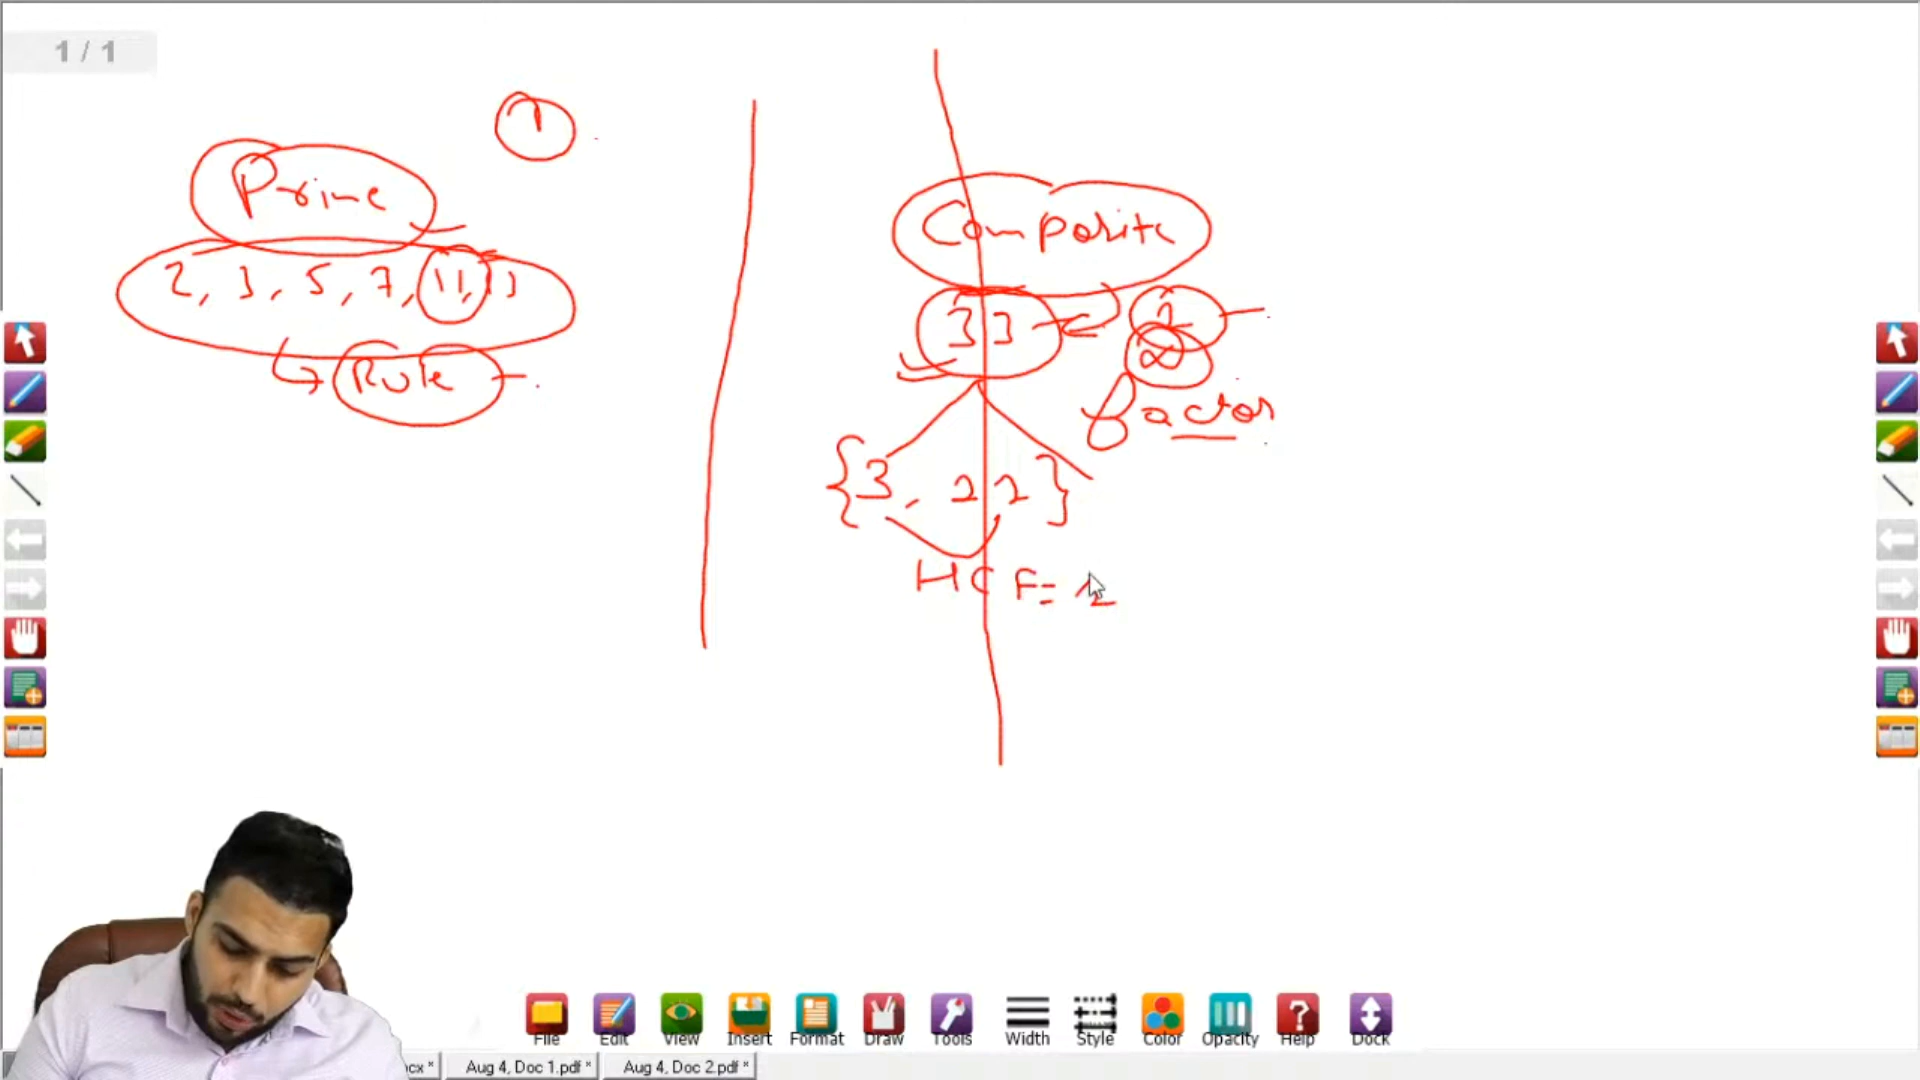 1 / 1
1
Prime
2, 3, 5, 7, 11, 13
Rule
Composite
33
2
Factor
{3, 22}
HCF=
File Edit View Insert Format Draw Tools Width Style Color Opacity Help Dock
cx * Aug 4, Doc 1.pdf * Aug 4, Doc 2.pdf *